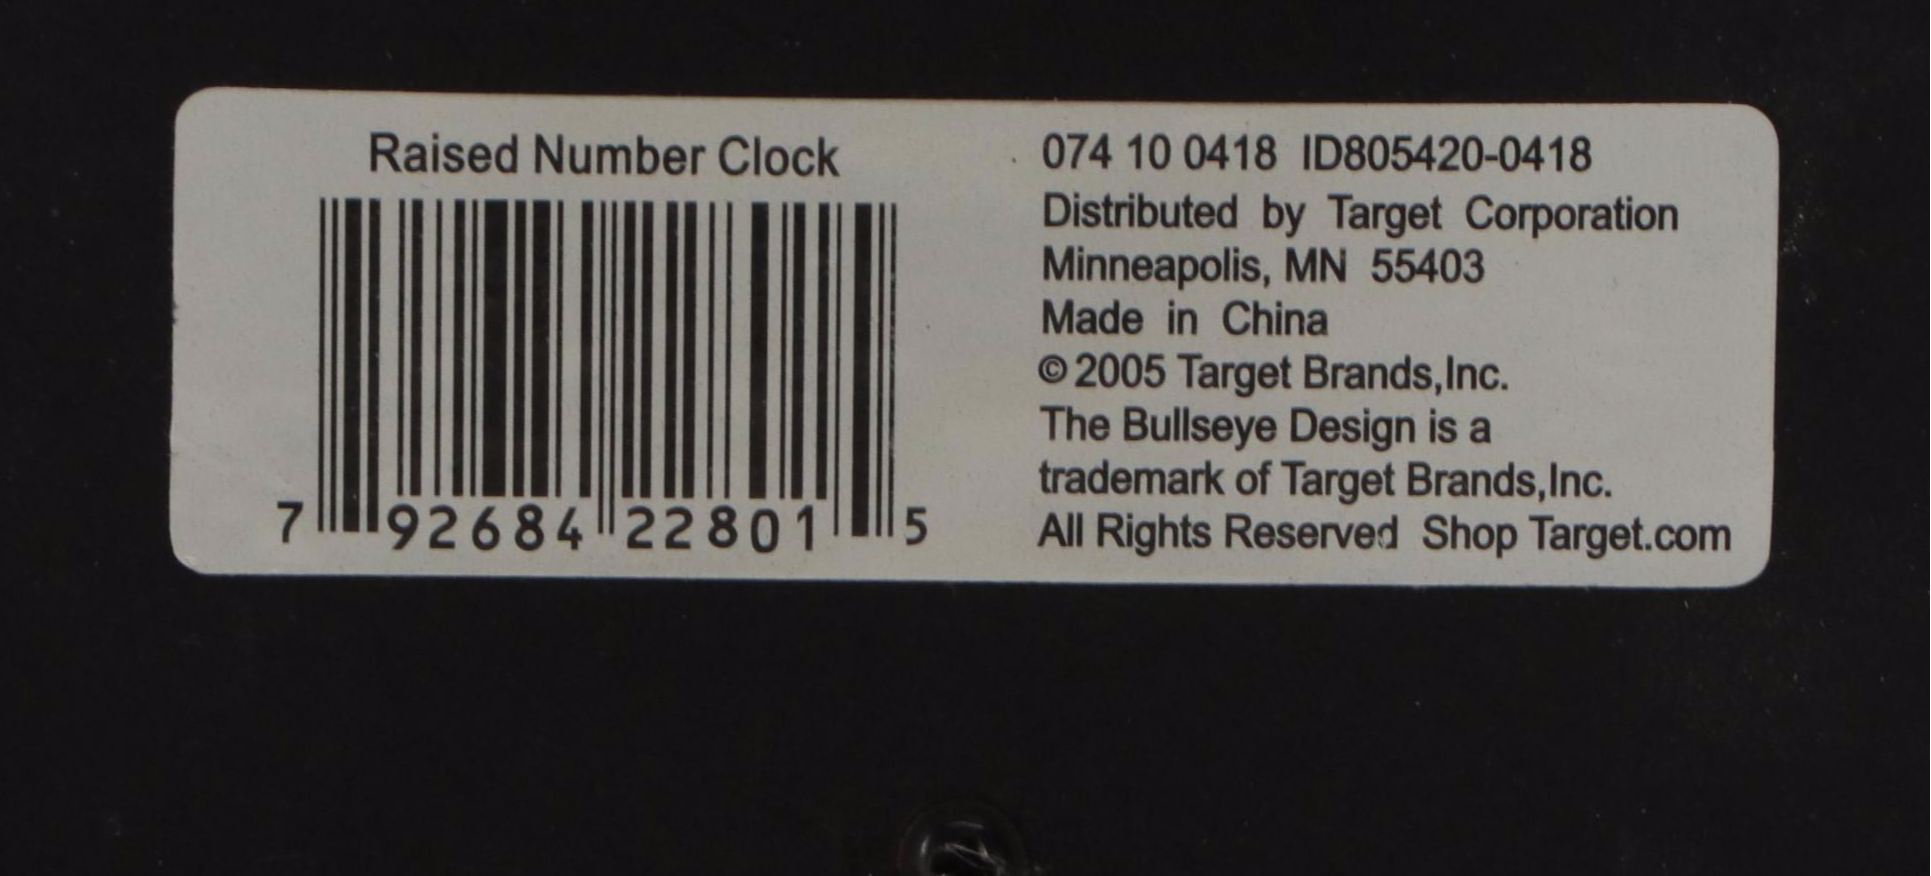 Raised Number Clock
7 92684 22801 5
074 10 0418 ID805420-0418
Distributed by Target Corporation
Minneapolis, MN 55403
Made in China
© 2005 Target Brands,Inc.
The Bullseye Design is a
trademark of Target Brands,Inc.
All Rights Reserved Shop Target.com